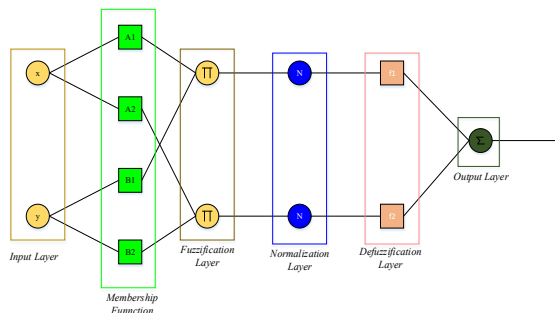 x
y
A1
A2
B1
B2
∏
∏
N
N
f1
f2
Σ
Input Layer
Membership
Funnction
Fuzzification
Layer
Normalization
Layer
Defuzzification
Layer
Output Layer